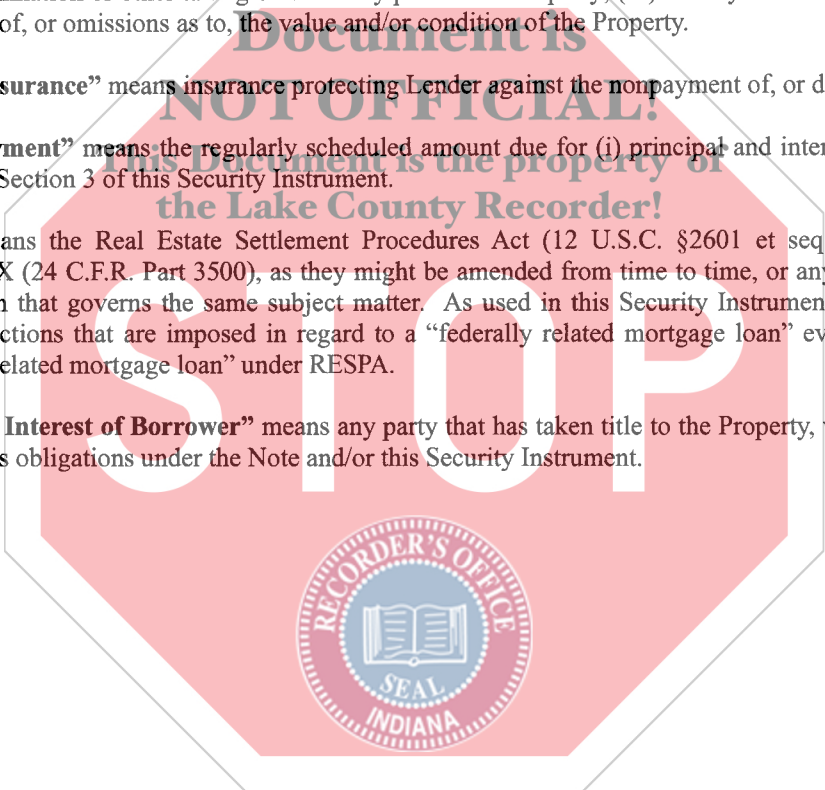 of, or omissions as to, the value and/or condition of the Property.
Document is
surance” means insurance protecting Lender against the nonpayment of, or d
NOT OFFICIAL!
ment” means the regularly scheduled amount due for (i) principal and inter
This Document is the property of
Section 3 of this Security Instrument.
the Lake County Recorder!
ans the Real Estate Settlement Procedures Act (12 U.S.C. §2601 et seq
X (24 C.F.R. Part 3500), as they might be amended from time to time, or any
n that governs the same subject matter. As used in this Security Instrumen
ctions that are imposed in regard to a “federally related mortgage loan” ev
elated mortgage loan” under RESPA.
STOP
Interest of Borrower” means any party that has taken title to the Property,
s obligations under the Note and/or this Security Instrument.
RECORDER'S OFFICE
SEAL
INDIANA